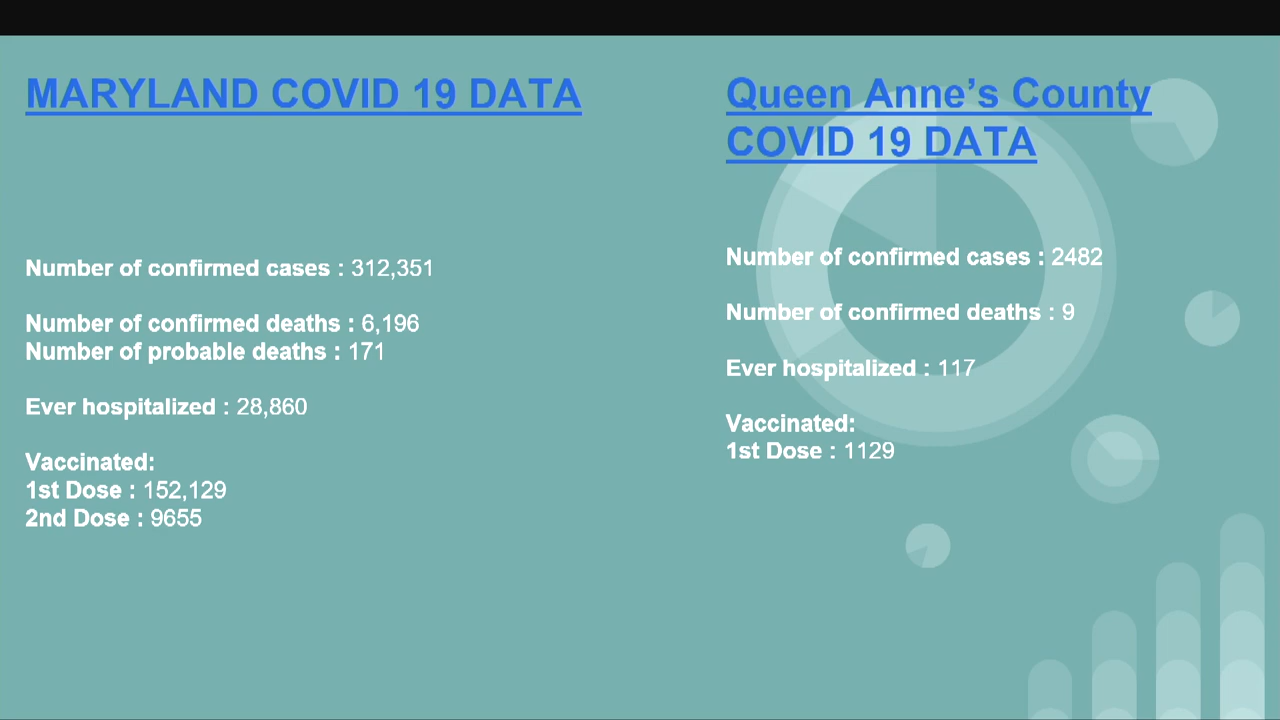 MARYLAND COVID 19 DATA
Number of confirmed cases : 312,351
Number of confirmed deaths : 6,196
Number of probable deaths : 171
Ever hospitalized : 28,860
Vaccinated:
1st Dose : 152,129
2nd Dose : 9655
Queen Anne’s County
COVID 19 DATA
Number of confirmed cases : 2482
Number of confirmed deaths : 9
Ever hospitalized : 117
Vaccinated:
1st Dose : 1129